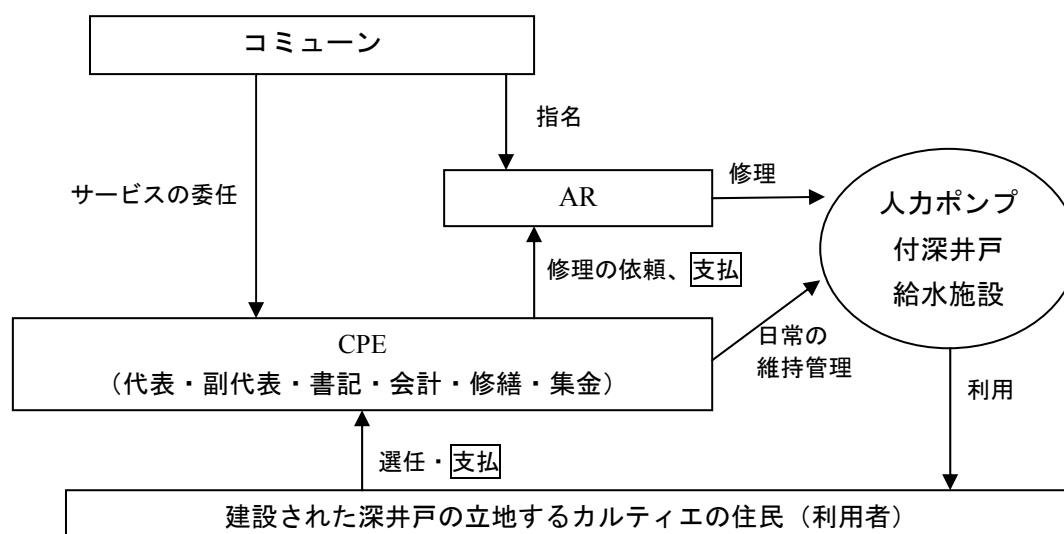 コミューン
指名
サービスの委任
AR
修理
人力ポンプ
付深井戸
給水施設
修理の依頼、支払
CPE
（代表・副代表・書記・会計・修繕・集金）
日常の
維持管理
利用
選任・支払
建設された深井戸の立地するカルティエの住民（利用者）